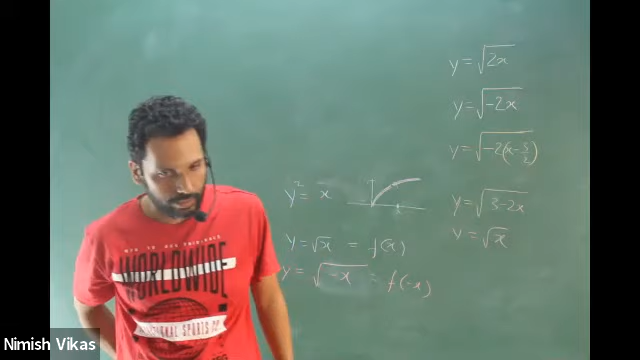 y = √2x
y = √-2x
y = √-2(x-3/2)
y² = x
y = √3-2x
y = √x
y = √x = f(x)
y = √-x = f(-x)
WORLDWIDE
Nimish Vikas